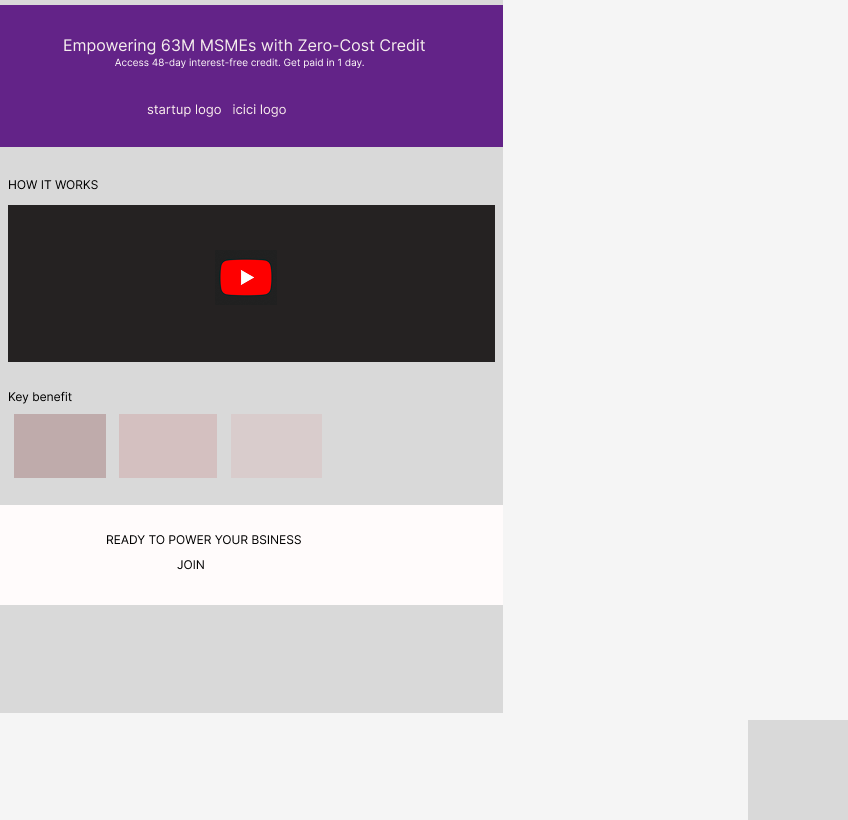 Empowering 63M MSMEs with Zero-Cost Credit
Access 48-day interest-free credit. Get paid in 1 day.
startup logo icici logo
HOW IT WORKS
Key benefit
READY TO POWER YOUR BSINESS
JOIN